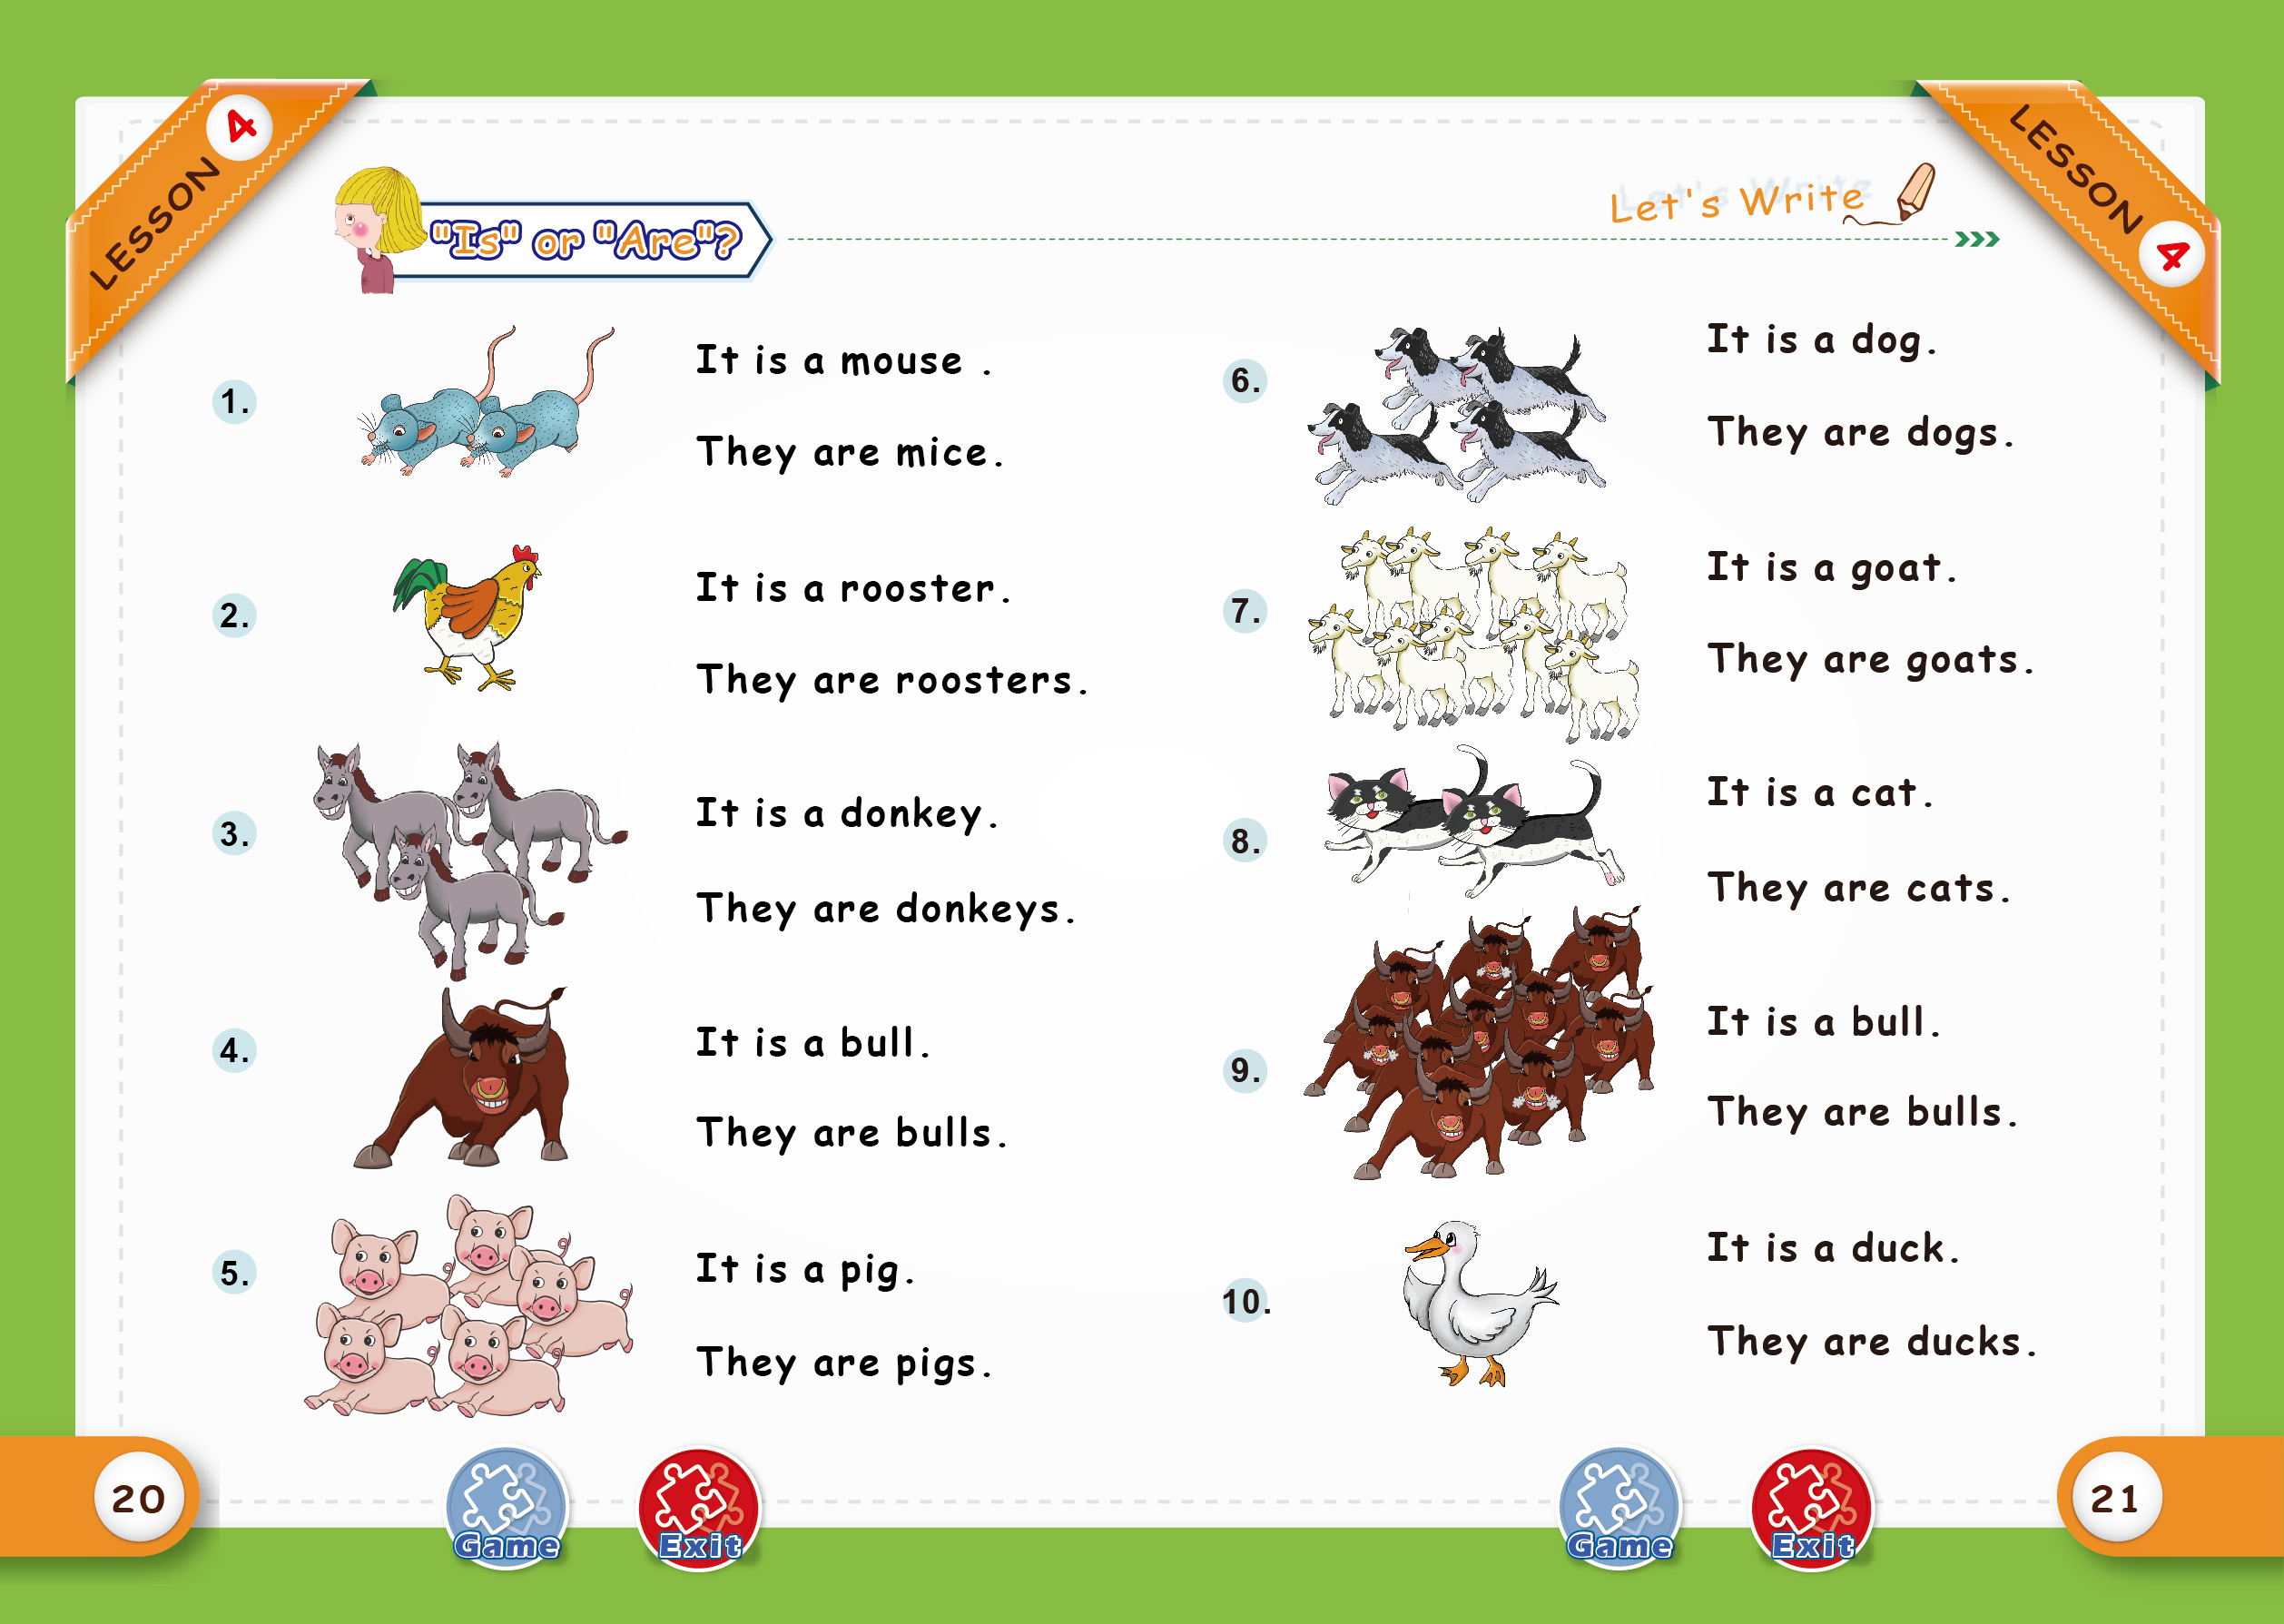 LESSON 4
"Is" or "Are"?
1.
It is a mouse .
They are mice.
2.
It is a rooster.
They are roosters.
3.
It is a donkey.
They are donkeys.
4.
It is a bull.
They are bulls.
5.
It is a pig.
They are pigs.
20
Game
Exit
LESSON 4
Let's Write
6.
It is a dog.
They are dogs.
7.
It is a goat.
They are goats.
8.
It is a cat.
They are cats.
9.
It is a bull.
They are bulls.
10.
It is a duck.
They are ducks.
Game
Exit
21